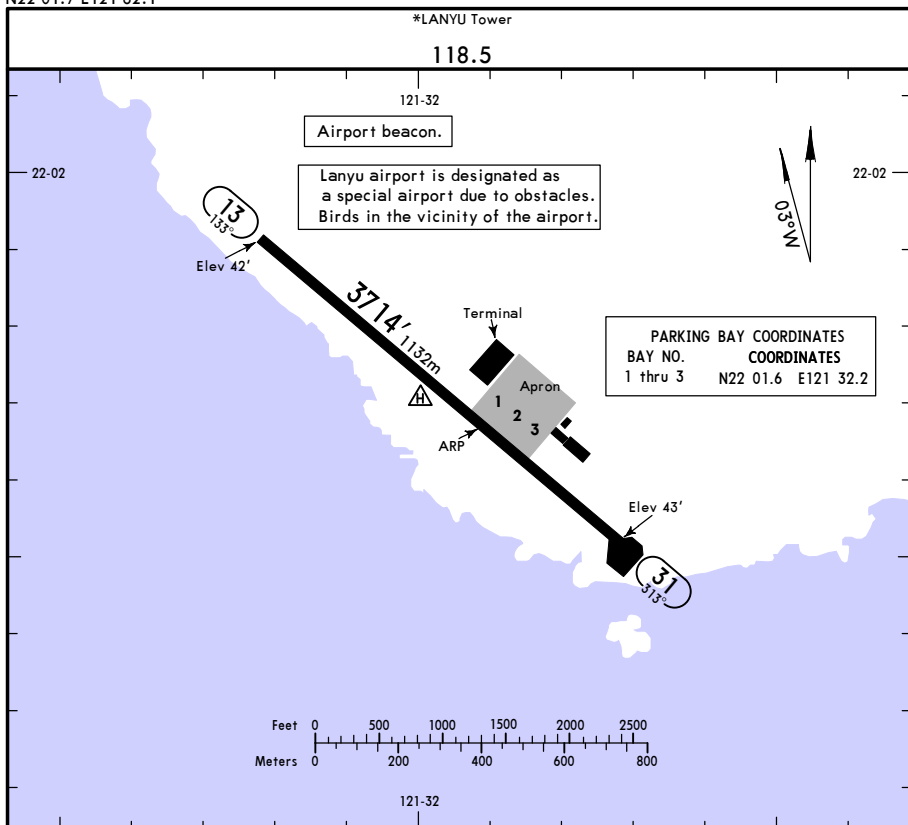 *LANYU Tower
118.5
121-32
Airport beacon.
22-02
22-02
Lanyu airport is designated as
a special airport due to obstacles.
Birds in the vicinity of the airport.
03°W
13
133°
Elev 42'
3714'
1132m
Terminal
PARKING BAY COORDINATES
BAY NO. COORDINATES
1 thru 3 N22 01.6 E121 32.2
Apron
1
2
3
H
ARP
Elev 43'
31
313°
Feet 0 500 1000 1500 2000 2500
Meters 0 200 400 600 800
121-32